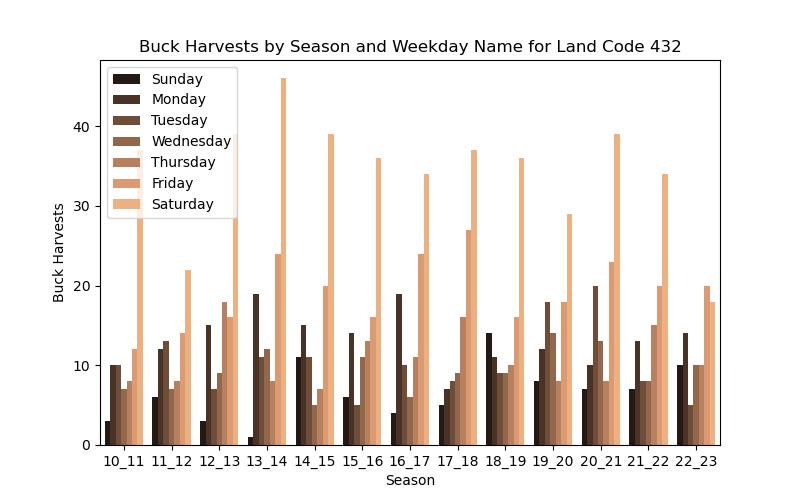 Buck Harvests by Season and Weekday Name for Land Code 432
Sunday
Monday
Tuesday
Wednesday
Thursday
Friday
Saturday
40
30
20
10
0
Buck Harvests
10_11 11_12 12_13 13_14 14_15 15_16 16_17 17_18 18_19 19_20 20_21 21_22 22_23
Season